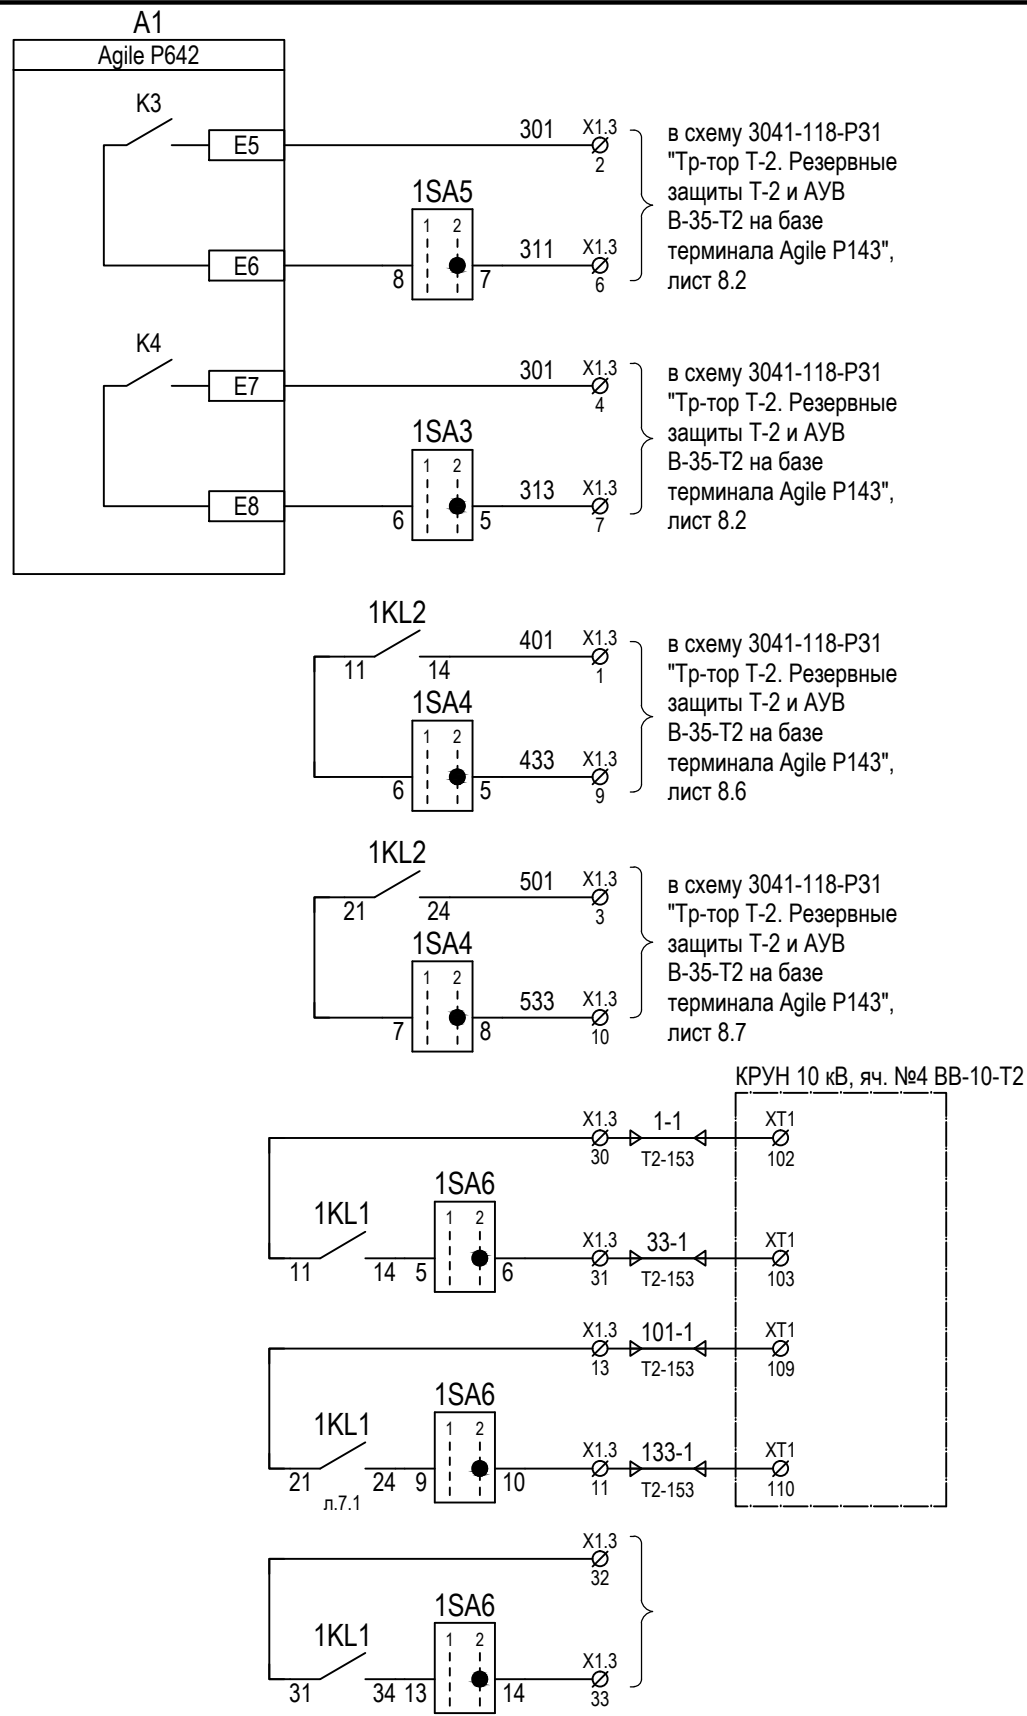 A1
Agile P642
K3
E5
301
X1.3
2
1SA5
1 2
E6
8
7
311
X1.3
6
в схему 3041-118-РЗ1
"Тр-тор Т-2. Резервные
защиты Т-2 и АУВ
В-35-Т2 на базе
терминала Agile P143",
лист 8.2
K4
E7
301
X1.3
4
1SA3
1 2
E8
6
5
313
X1.3
7
в схему 3041-118-РЗ1
"Тр-тор Т-2. Резервные
защиты Т-2 и АУВ
В-35-Т2 на базе
терминала Agile P143",
лист 8.2
1KL2
11
14
401
X1.3
1
1SA4
1 2
6
5
433
X1.3
9
в схему 3041-118-РЗ1
"Тр-тор Т-2. Резервные
защиты Т-2 и АУВ
В-35-Т2 на базе
терминала Agile P143",
лист 8.6
1KL2
21
24
501
X1.3
3
1SA4
1 2
7
8
533
X1.3
10
в схему 3041-118-РЗ1
"Тр-тор Т-2. Резервные
защиты Т-2 и АУВ
В-35-Т2 на базе
терминала Agile P143",
лист 8.7
КРУН 10 кВ, яч. №4 ВВ-10-Т2
X1.3
30
1-1
Т2-153
XT1
102
1KL1
11
14
1SA6
1 2
5
6
X1.3
31
33-1
Т2-153
XT1
103
X1.3
13
101-1
Т2-153
XT1
109
1KL1
21
24
л.7.1
1SA6
1 2
9
10
X1.3
11
133-1
Т2-153
XT1
110
X1.3
32
1KL1
31
34
1SA6
1 2
13
14
X1.3
33